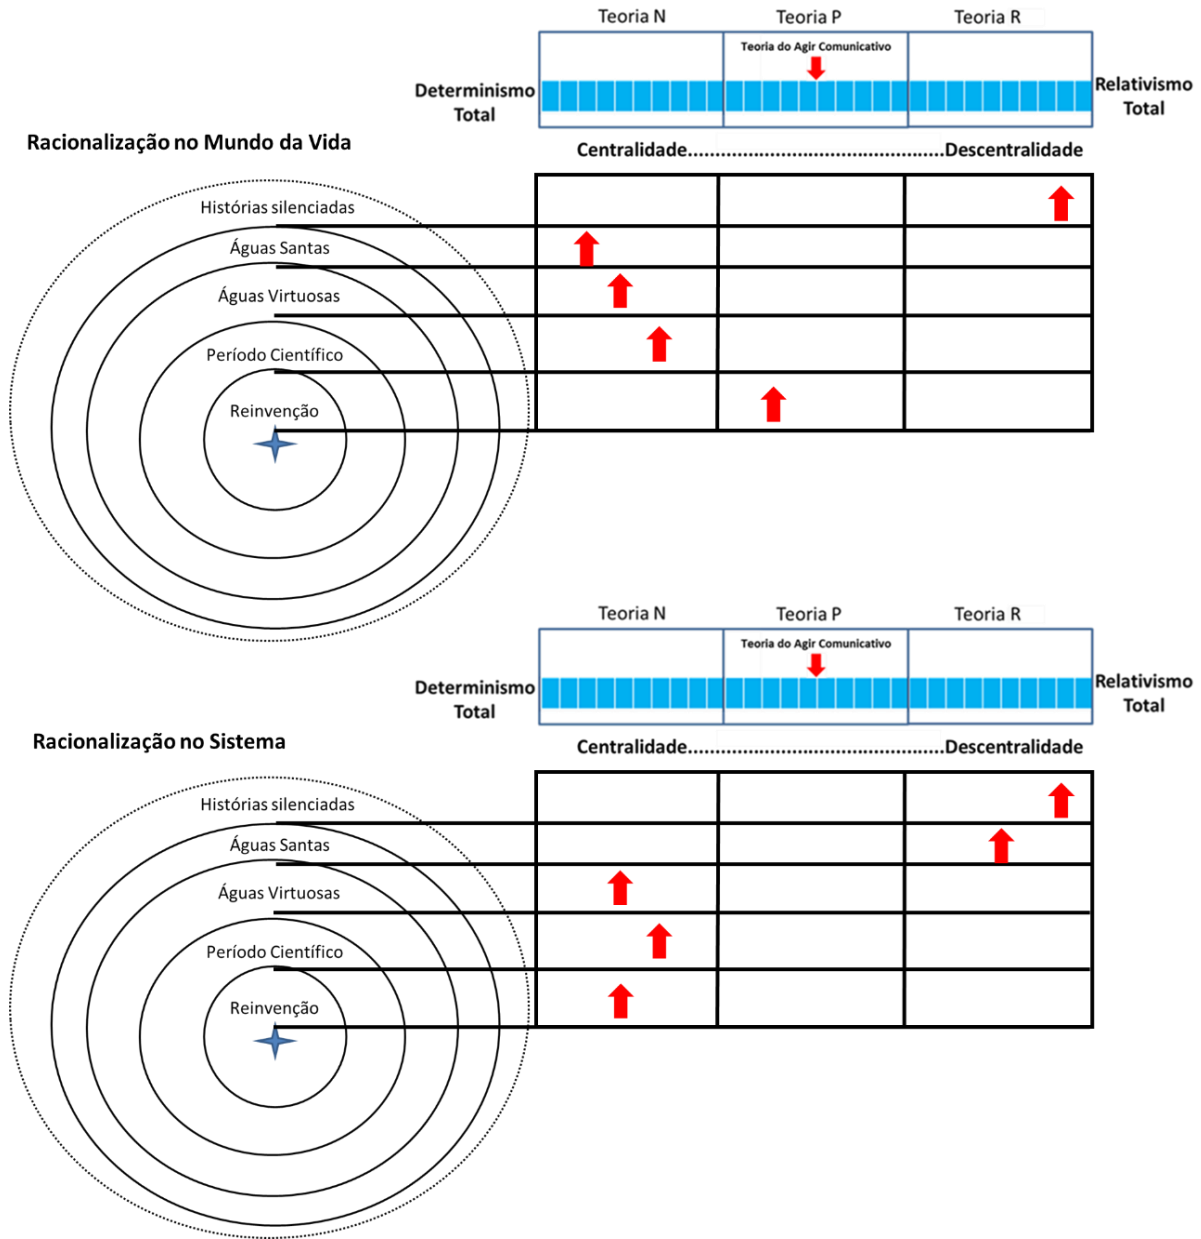 Teoria N
Teoria P
Teoria R
Teoria do Agir Comunicativo
Determinismo
Total
Relativismo
Total
Racionalização no Mundo da Vida
Centralidade.............................................Descentralidade
Histórias silenciadas
Águas Santas
Águas Virtuosas
Período Científico
Reinvenção
Teoria N
Teoria P
Teoria R
Teoria do Agir Comunicativo
Determinismo
Total
Relativismo
Total
Racionalização no Sistema
Centralidade.............................................Descentralidade
Histórias silenciadas
Águas Santas
Águas Virtuosas
Período Científico
Reinvenção